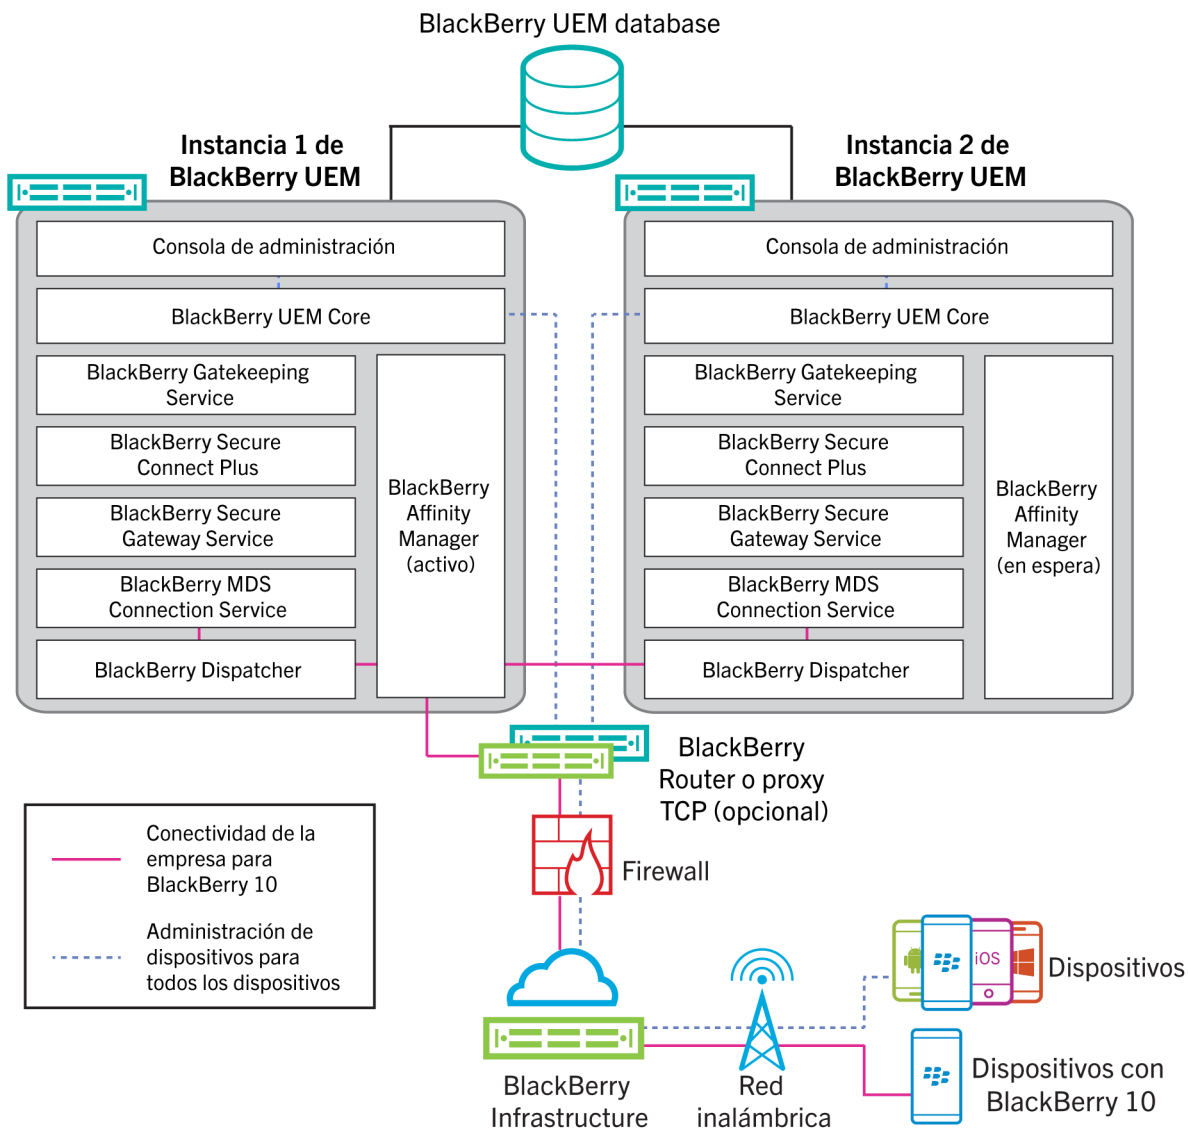 BlackBerry UEM database
Instancia 1 de
BlackBerry UEM
Consola de administración
BlackBerry UEM Core
BlackBerry Gatekeeping
Service
BlackBerry Secure
Connect Plus
BlackBerry Secure
Gateway Service
BlackBerry MDS
Connection Service
BlackBerry Dispatcher
BlackBerry
Affinity
Manager
(activo)
Instancia 2 de
BlackBerry UEM
Consola de administración
BlackBerry UEM Core
BlackBerry Gatekeeping
Service
BlackBerry Secure
Connect Plus
BlackBerry Secure
Gateway Service
BlackBerry MDS
Connection Service
BlackBerry Dispatcher
BlackBerry
Affinity
Manager
(en espera)
BlackBerry
Router o proxy
TCP (opcional)
Conectividad de la
empresa para
BlackBerry 10
Administración de
dispositivos para
todos los dispositivos
Firewall
iOS
Dispositivos
BlackBerry
Infrastructure
Red
inalámbrica
Dispositivos con
BlackBerry 10